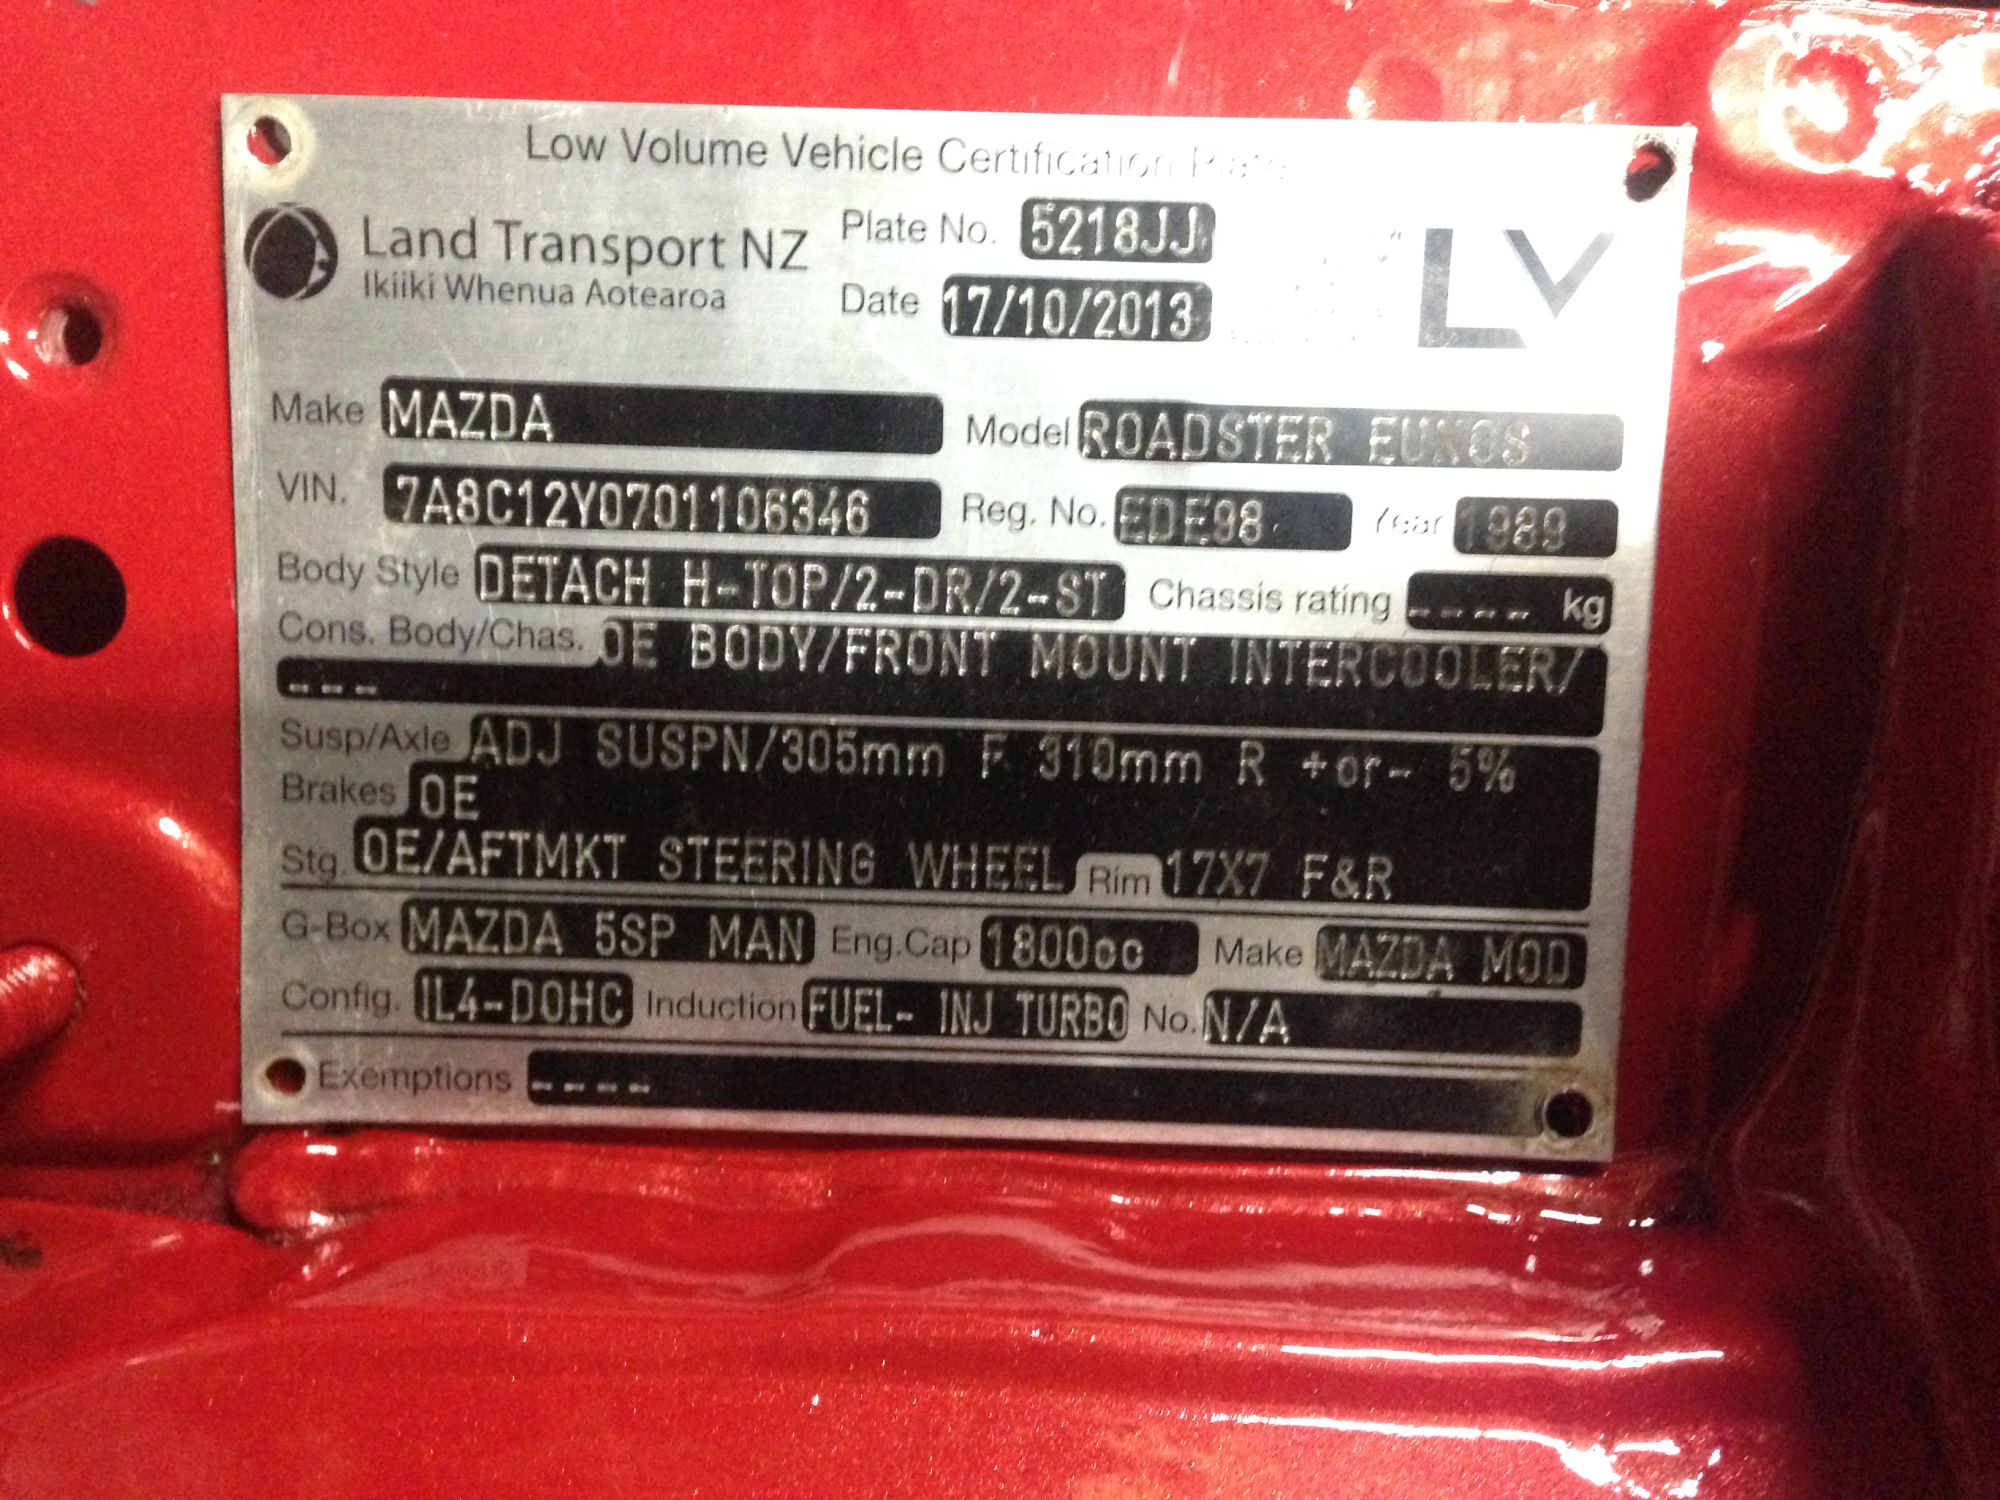 Low Volume Vehicle Certification Plate
Land Transport NZ
Ikiiki Whenua Aotearoa
Plate No. 5218JJ
Date 17/10/2013
LV
Make MAZDA Model ROADSTER EUNOS
VIN. 7A8C12Y0701106346 Reg. No. EDE98 Year 1989
Body Style DETACH H-TOP/2-DR/2-ST Chassis rating ---- kg
Cons. Body/Chas. OE BODY/FRONT MOUNT INTERCOOLER/
---
Susp/Axle ADJ SUSPN/305mm F 310mm R +or- 5%
Brakes OE
Stg. OE/AFTMKT STEERING WHEEL Rim 17X7 F&R
G-Box MAZDA 5SP MAN Eng.Cap 1800cc Make MAZDA MOD
Config. IL4-DOHC Induction FUEL- INJ TURBO No. N/A
Exemptions ----